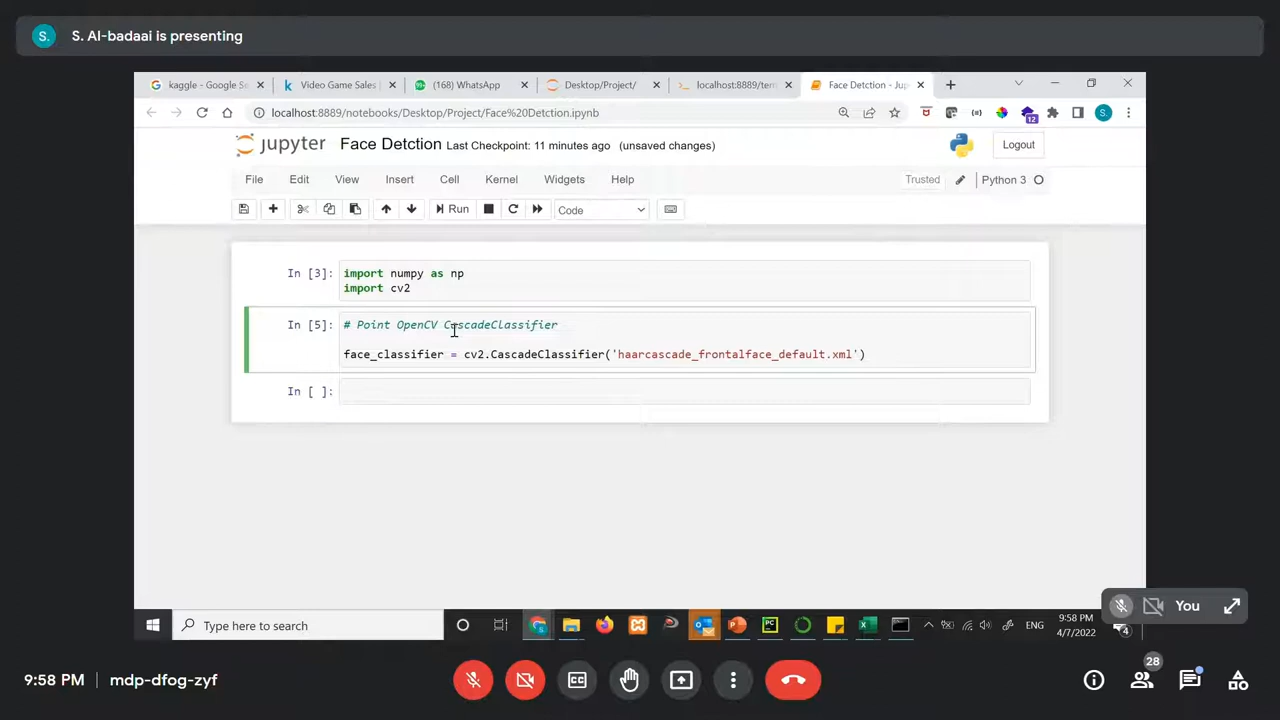 S.
S. Al-badaai is presenting
kaggle - Google Se
Video Game Sales |
(168) WhatsApp
Desktop/Project/
localhost:8889/tern
Face Detction - Jup
localhost:8889/notebooks/Desktop/Project/Face%20Detction.ipynb
12
S
jupyter Face Detction Last Checkpoint: 11 minutes ago (unsaved changes)
Logout
File Edit View Insert Cell Kernel Widgets Help
Trusted
Python 3
Run
Code
In [3]: import numpy as np
import cv2
In [5]: # Point OpenCV CascadeClassifier
face_classifier = cv2.CascadeClassifier('haarcascade_frontalface_default.xml')
In [ ]:
You
Type here to search
ENG
9:58 PM
4/7/2022
4
9:58 PM | mdp-dfog-zyf
28